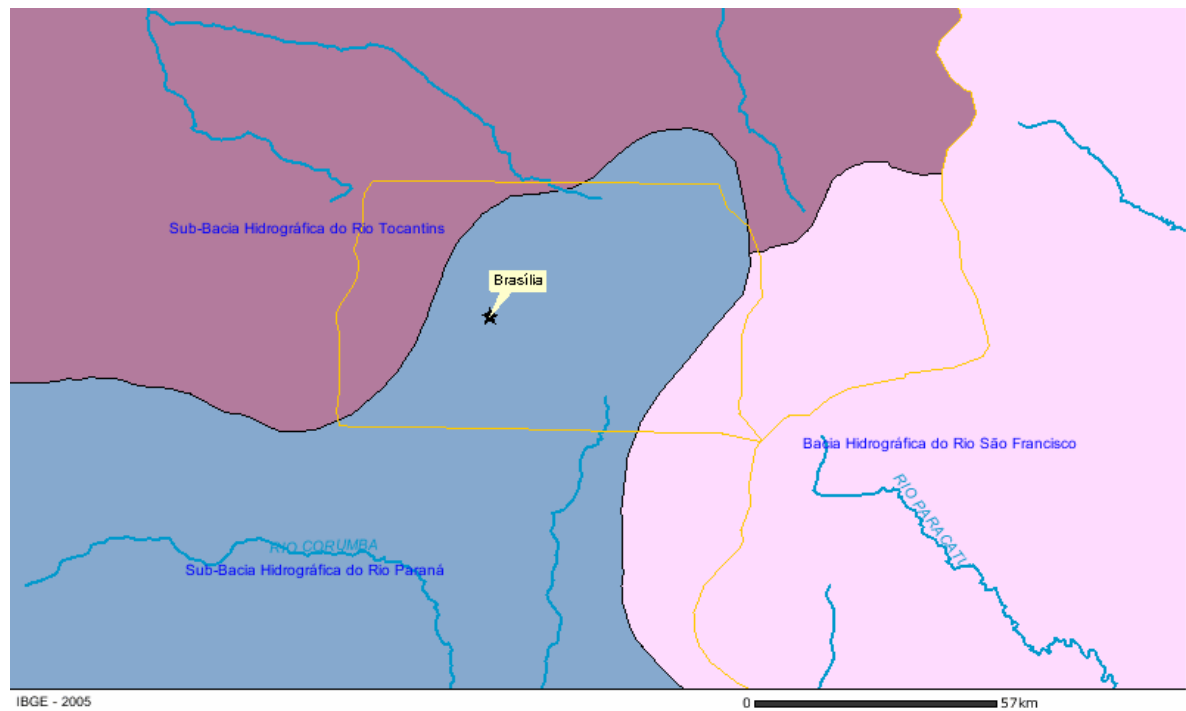 Sub-Bacia Hidrográfica do Rio Tocantins
Brasília
Bacia Hidrográfica do Rio São Francisco
RIO PARACATU
RIO CORUMBA
Sub-Bacia Hidrográfica do Rio Paraná
IBGE - 2005
0 57km